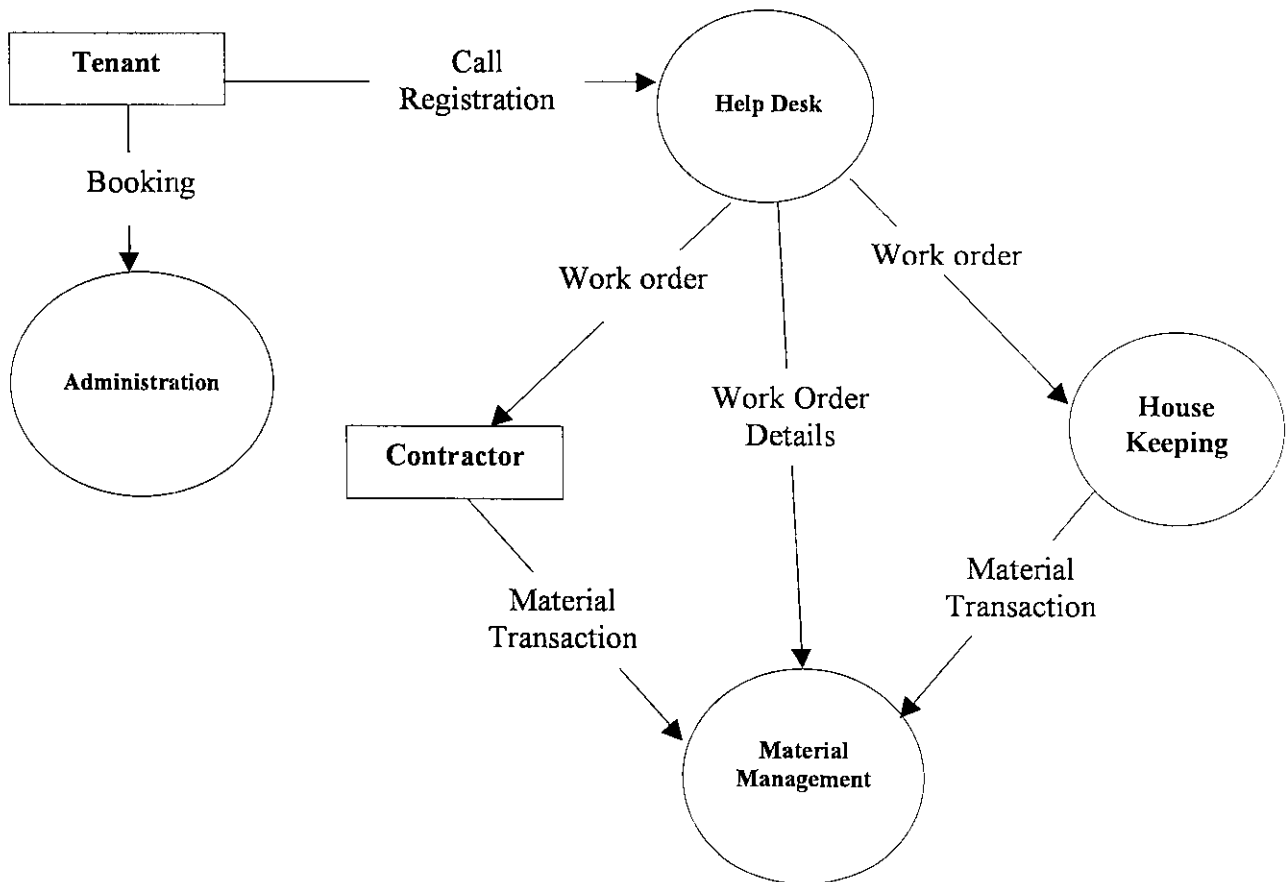 Tenant
Call
Registration
Help Desk
Booking
Work order
Work order
Administration
Work Order
Details
House
Keeping
Contractor
Material
Transaction
Material
Transaction
Material
Management